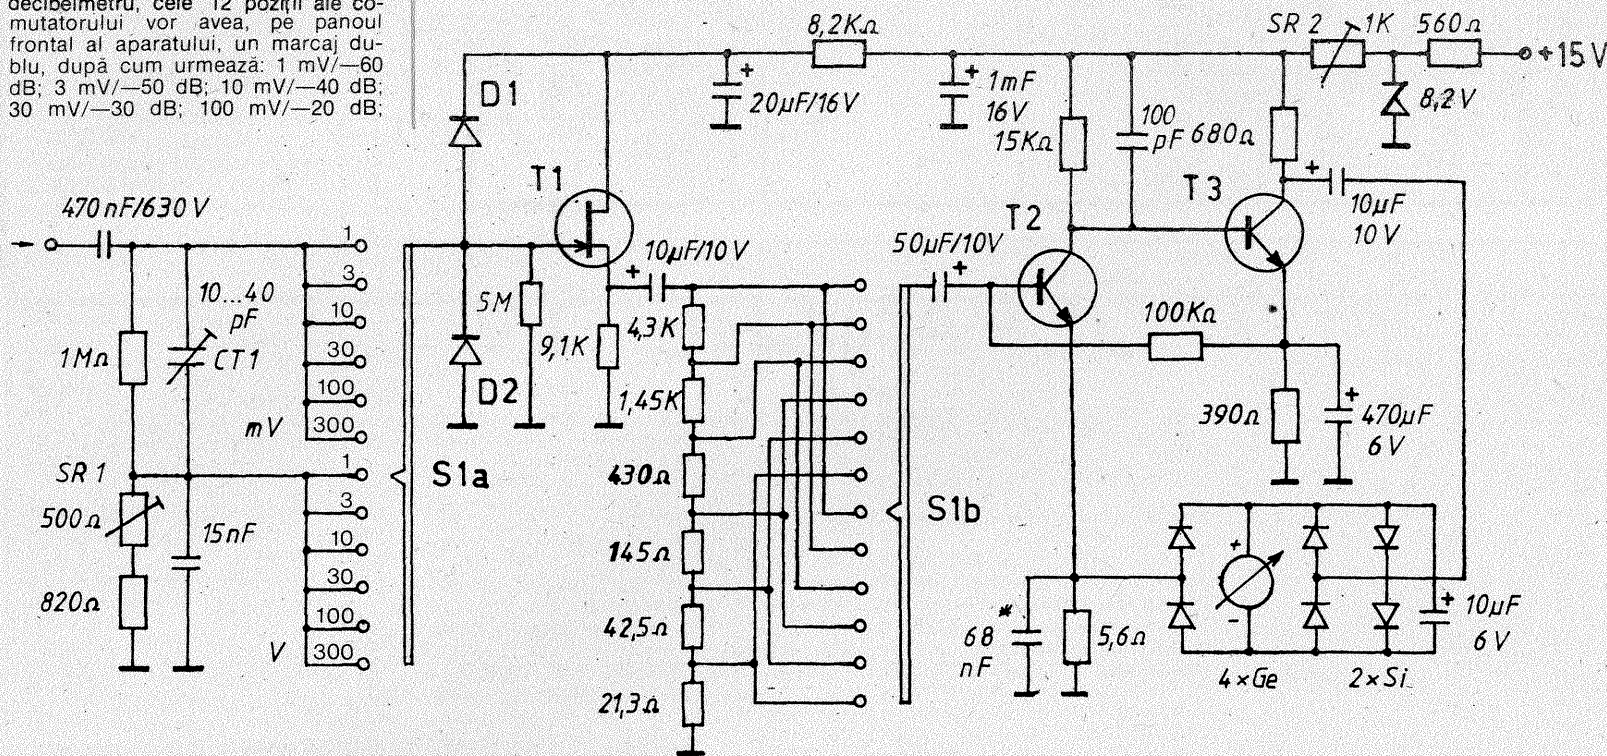 decibelmetru, cele 12 poziții ale co-
mutatorului vor avea, pe panoul
frontal al aparatului, un marcaj du-
blu, după cum urmează: 1 mV/—60
dB; 3 mV/—50 dB; 10 mV/—40 dB;
30 mV/—30 dB; 100 mV/—20 dB;
8,2KΩ
SR 2
1K
560Ω
+15V
D1
+
20µF/16V
+
1mF
16V
15KΩ
100
pF
680Ω
8,2V
T1
T3
+
10µF
10V
470nF/630V
T2
1
3
10
30
100
mV
300
10...40
pF
CT1
1MΩ
5M
9,1K
D2
+
10µF/10V
50µF/10V
+
4,3K
1,45K
430Ω
145Ω
42,5Ω
21,3Ω
100KΩ
390Ω
+
470µF
6V
SR 1
500Ω
820Ω
15nF
1
3
10
30
100
V
300
S1a
S1b
*
68
nF
5,6Ω
+
-
4×Ge
2×Si
+
10µF
6V